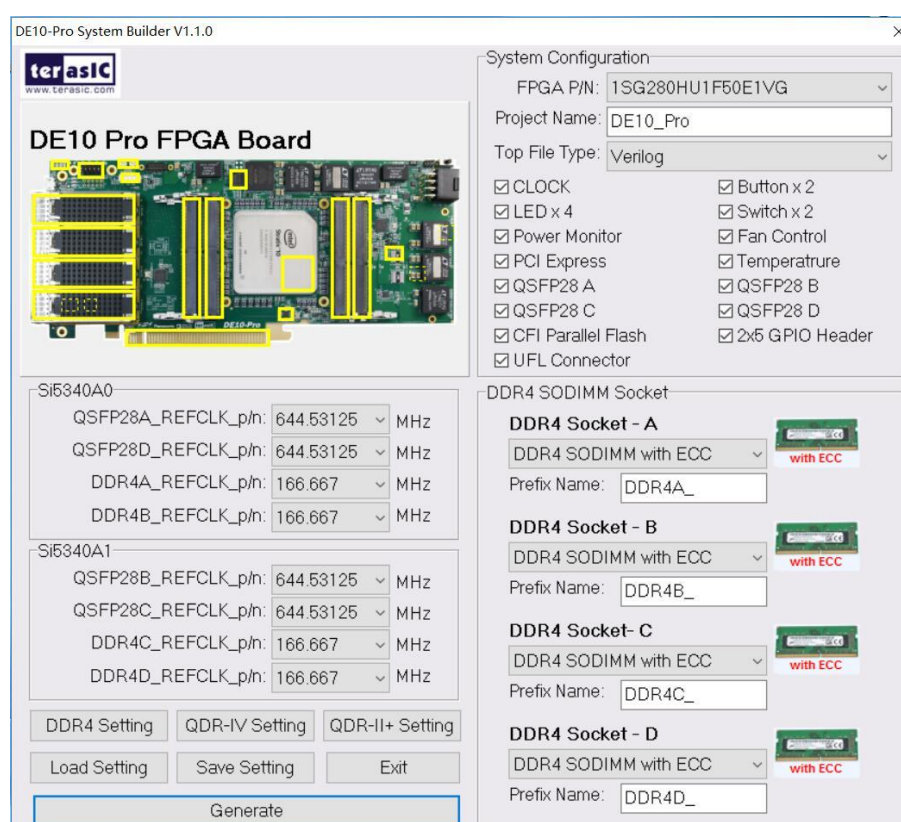 DE10-Pro System Builder V1.1.0
terasIC
www.terasic.com
DE10 Pro FPGA Board
DE10-Pro
System Configuration
FPGA P/N: 1SG280HU1F50E1VG
Project Name: DE10_Pro
Top File Type: Verilog
CLOCK Button x 2
LED x 4 Switch x 2
Power Monitor Fan Control
PCI Express Temperatrure
QSFP28 A QSFP28 B
QSFP28 C QSFP28 D
CFI Parallel Flash 2x5 GPIO Header
UFL Connector
Si5340A0
QSFP28A_REFCLK_p/n: 644.53125 MHz
QSFP28D_REFCLK_p/n: 644.53125 MHz
DDR4A_REFCLK_p/n: 166.667 MHz
DDR4B_REFCLK_p/n: 166.667 MHz
Si5340A1
QSFP28B_REFCLK_p/n: 644.53125 MHz
QSFP28C_REFCLK_p/n: 644.53125 MHz
DDR4C_REFCLK_p/n: 166.667 MHz
DDR4D_REFCLK_p/n: 166.667 MHz
DDR4 Setting QDR-IV Setting QDR-II+ Setting
Load Setting Save Setting Exit
Generate
DDR4 SODIMM Socket
DDR4 Socket - A
DDR4 SODIMM with ECC
with ECC
Prefix Name: DDR4A_
DDR4 Socket - B
DDR4 SODIMM with ECC
with ECC
Prefix Name: DDR4B_
DDR4 Socket- C
DDR4 SODIMM with ECC
with ECC
Prefix Name: DDR4C_
DDR4 Socket - D
DDR4 SODIMM with ECC
with ECC
Prefix Name: DDR4D_